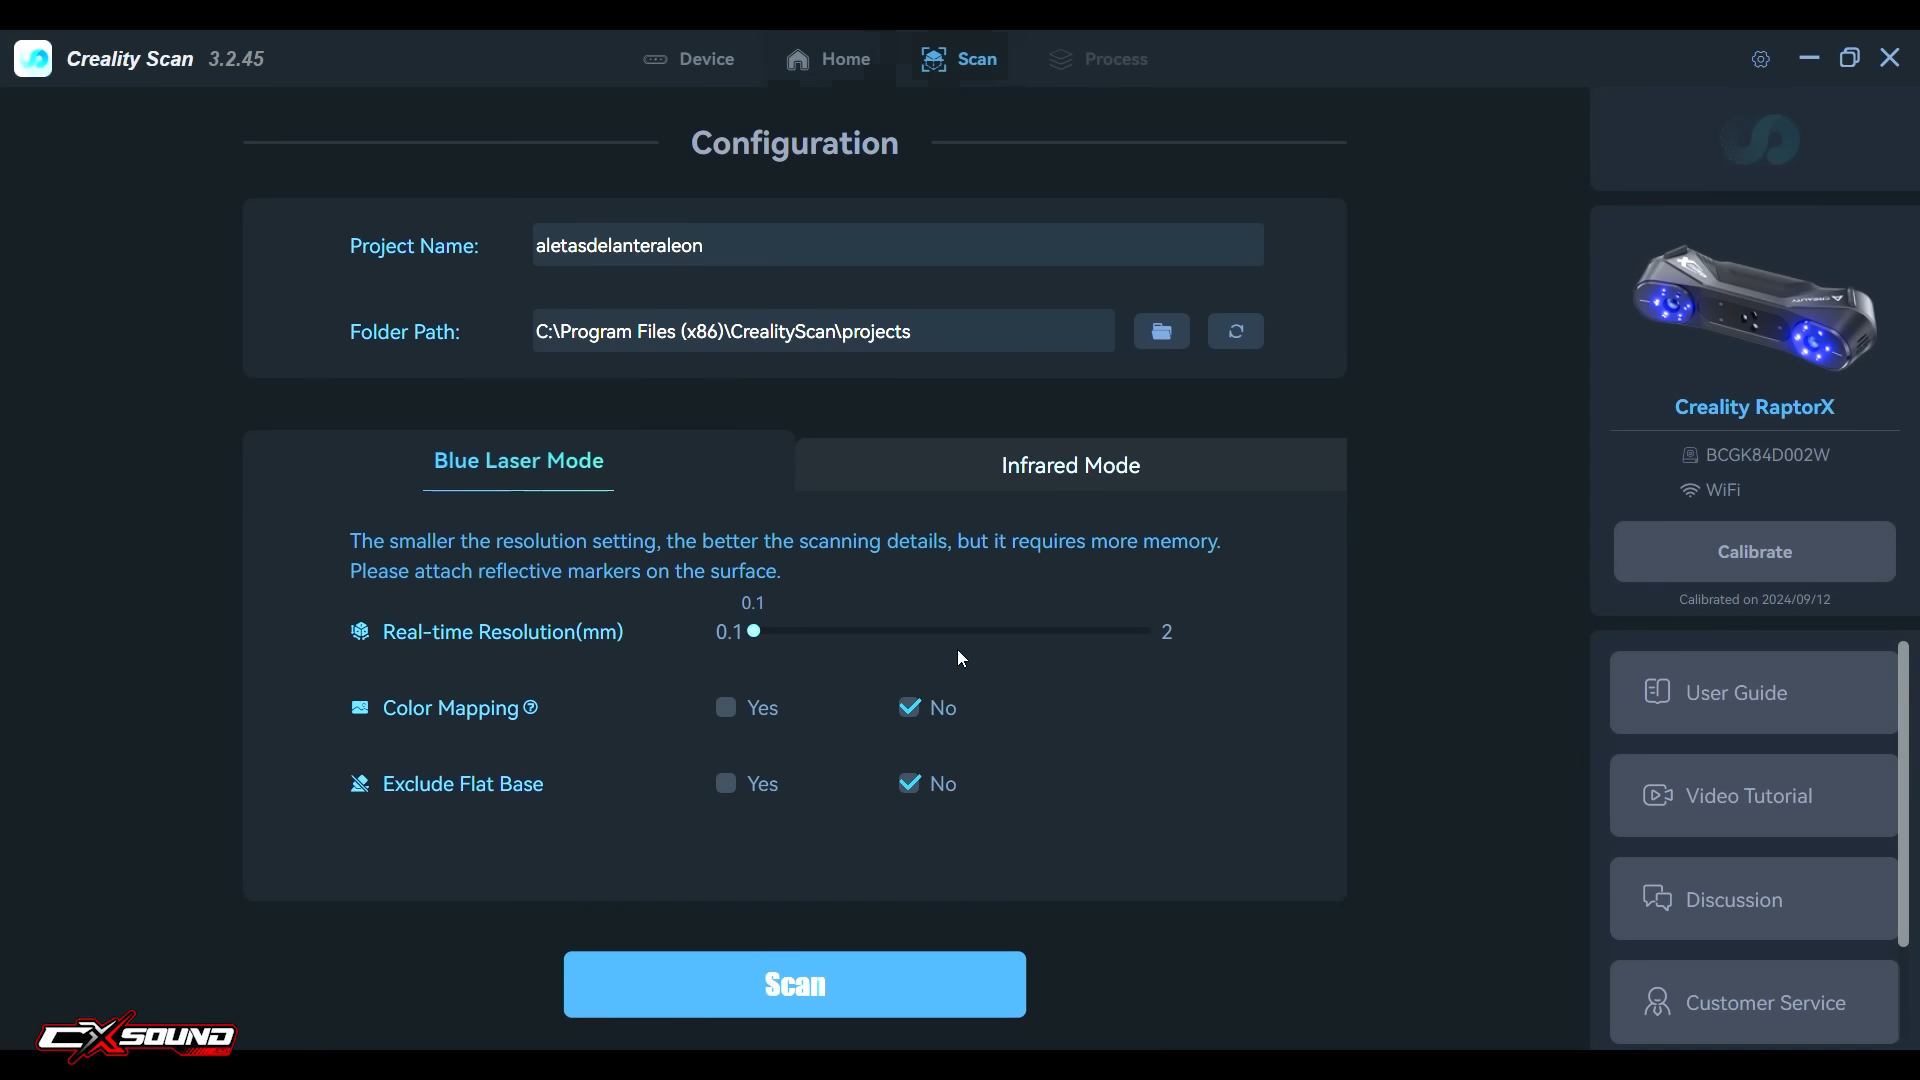 Creality Scan 3.2.45
Device
Home
Scan
Process
Configuration
Project Name:
aletasdelanteraleon
Folder Path:
C:\Program Files (x86)\CrealityScan\projects
Blue Laser Mode
Infrared Mode
The smaller the resolution setting, the better the scanning details, but it requires more memory.
Please attach reflective markers on the surface.
0.1
Real-time Resolution(mm)
0.1
2
Color Mapping
Yes
No
Exclude Flat Base
Yes
No
Scan
Creality RaptorX
BCGK84D002W
WiFi
Calibrate
Calibrated on 2024/09/12
User Guide
Video Tutorial
Discussion
Customer Service
CXSOUND